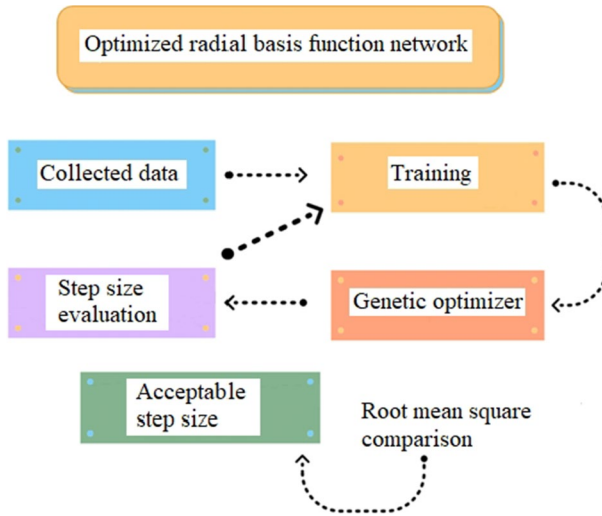 Optimized radial basis function network
Collected data
Training
Step size
evaluation
Genetic optimizer
Acceptable
step size
Root mean square
comparison